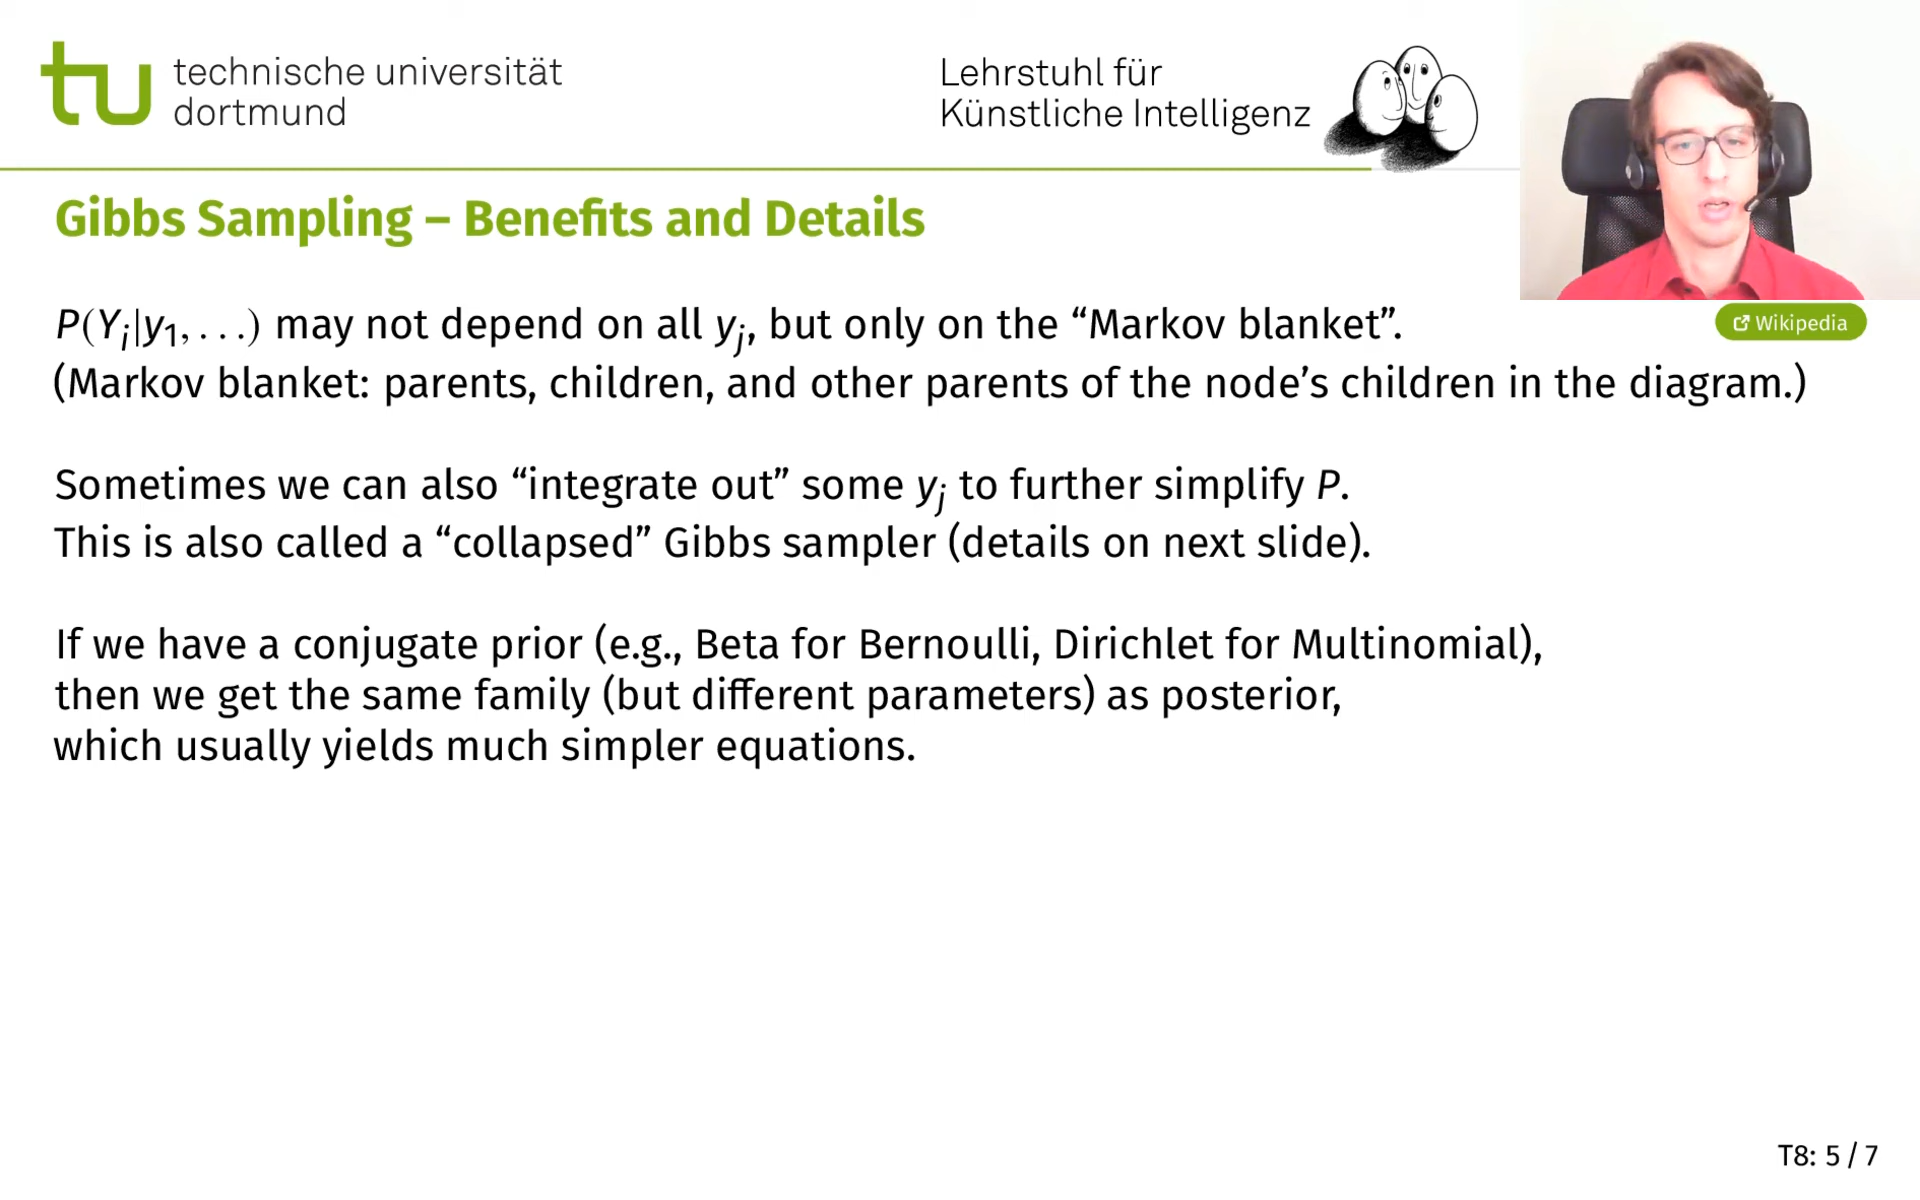 technische universität
dortmund
Lehrstuhl für
Künstliche Intelligenz
Gibbs Sampling – Benefits and Details
P(Yᵢ|y₁, . . .) may not depend on all yⱼ, but only on the “Markov blanket”.
Wikipedia
(Markov blanket: parents, children, and other parents of the node’s children in the diagram.)
Sometimes we can also “integrate out” some yⱼ to further simplify P.
This is also called a “collapsed” Gibbs sampler (details on next slide).
If we have a conjugate prior (e.g., Beta for Bernoulli, Dirichlet for Multinomial),
then we get the same family (but different parameters) as posterior,
which usually yields much simpler equations.
T8: 5 / 7